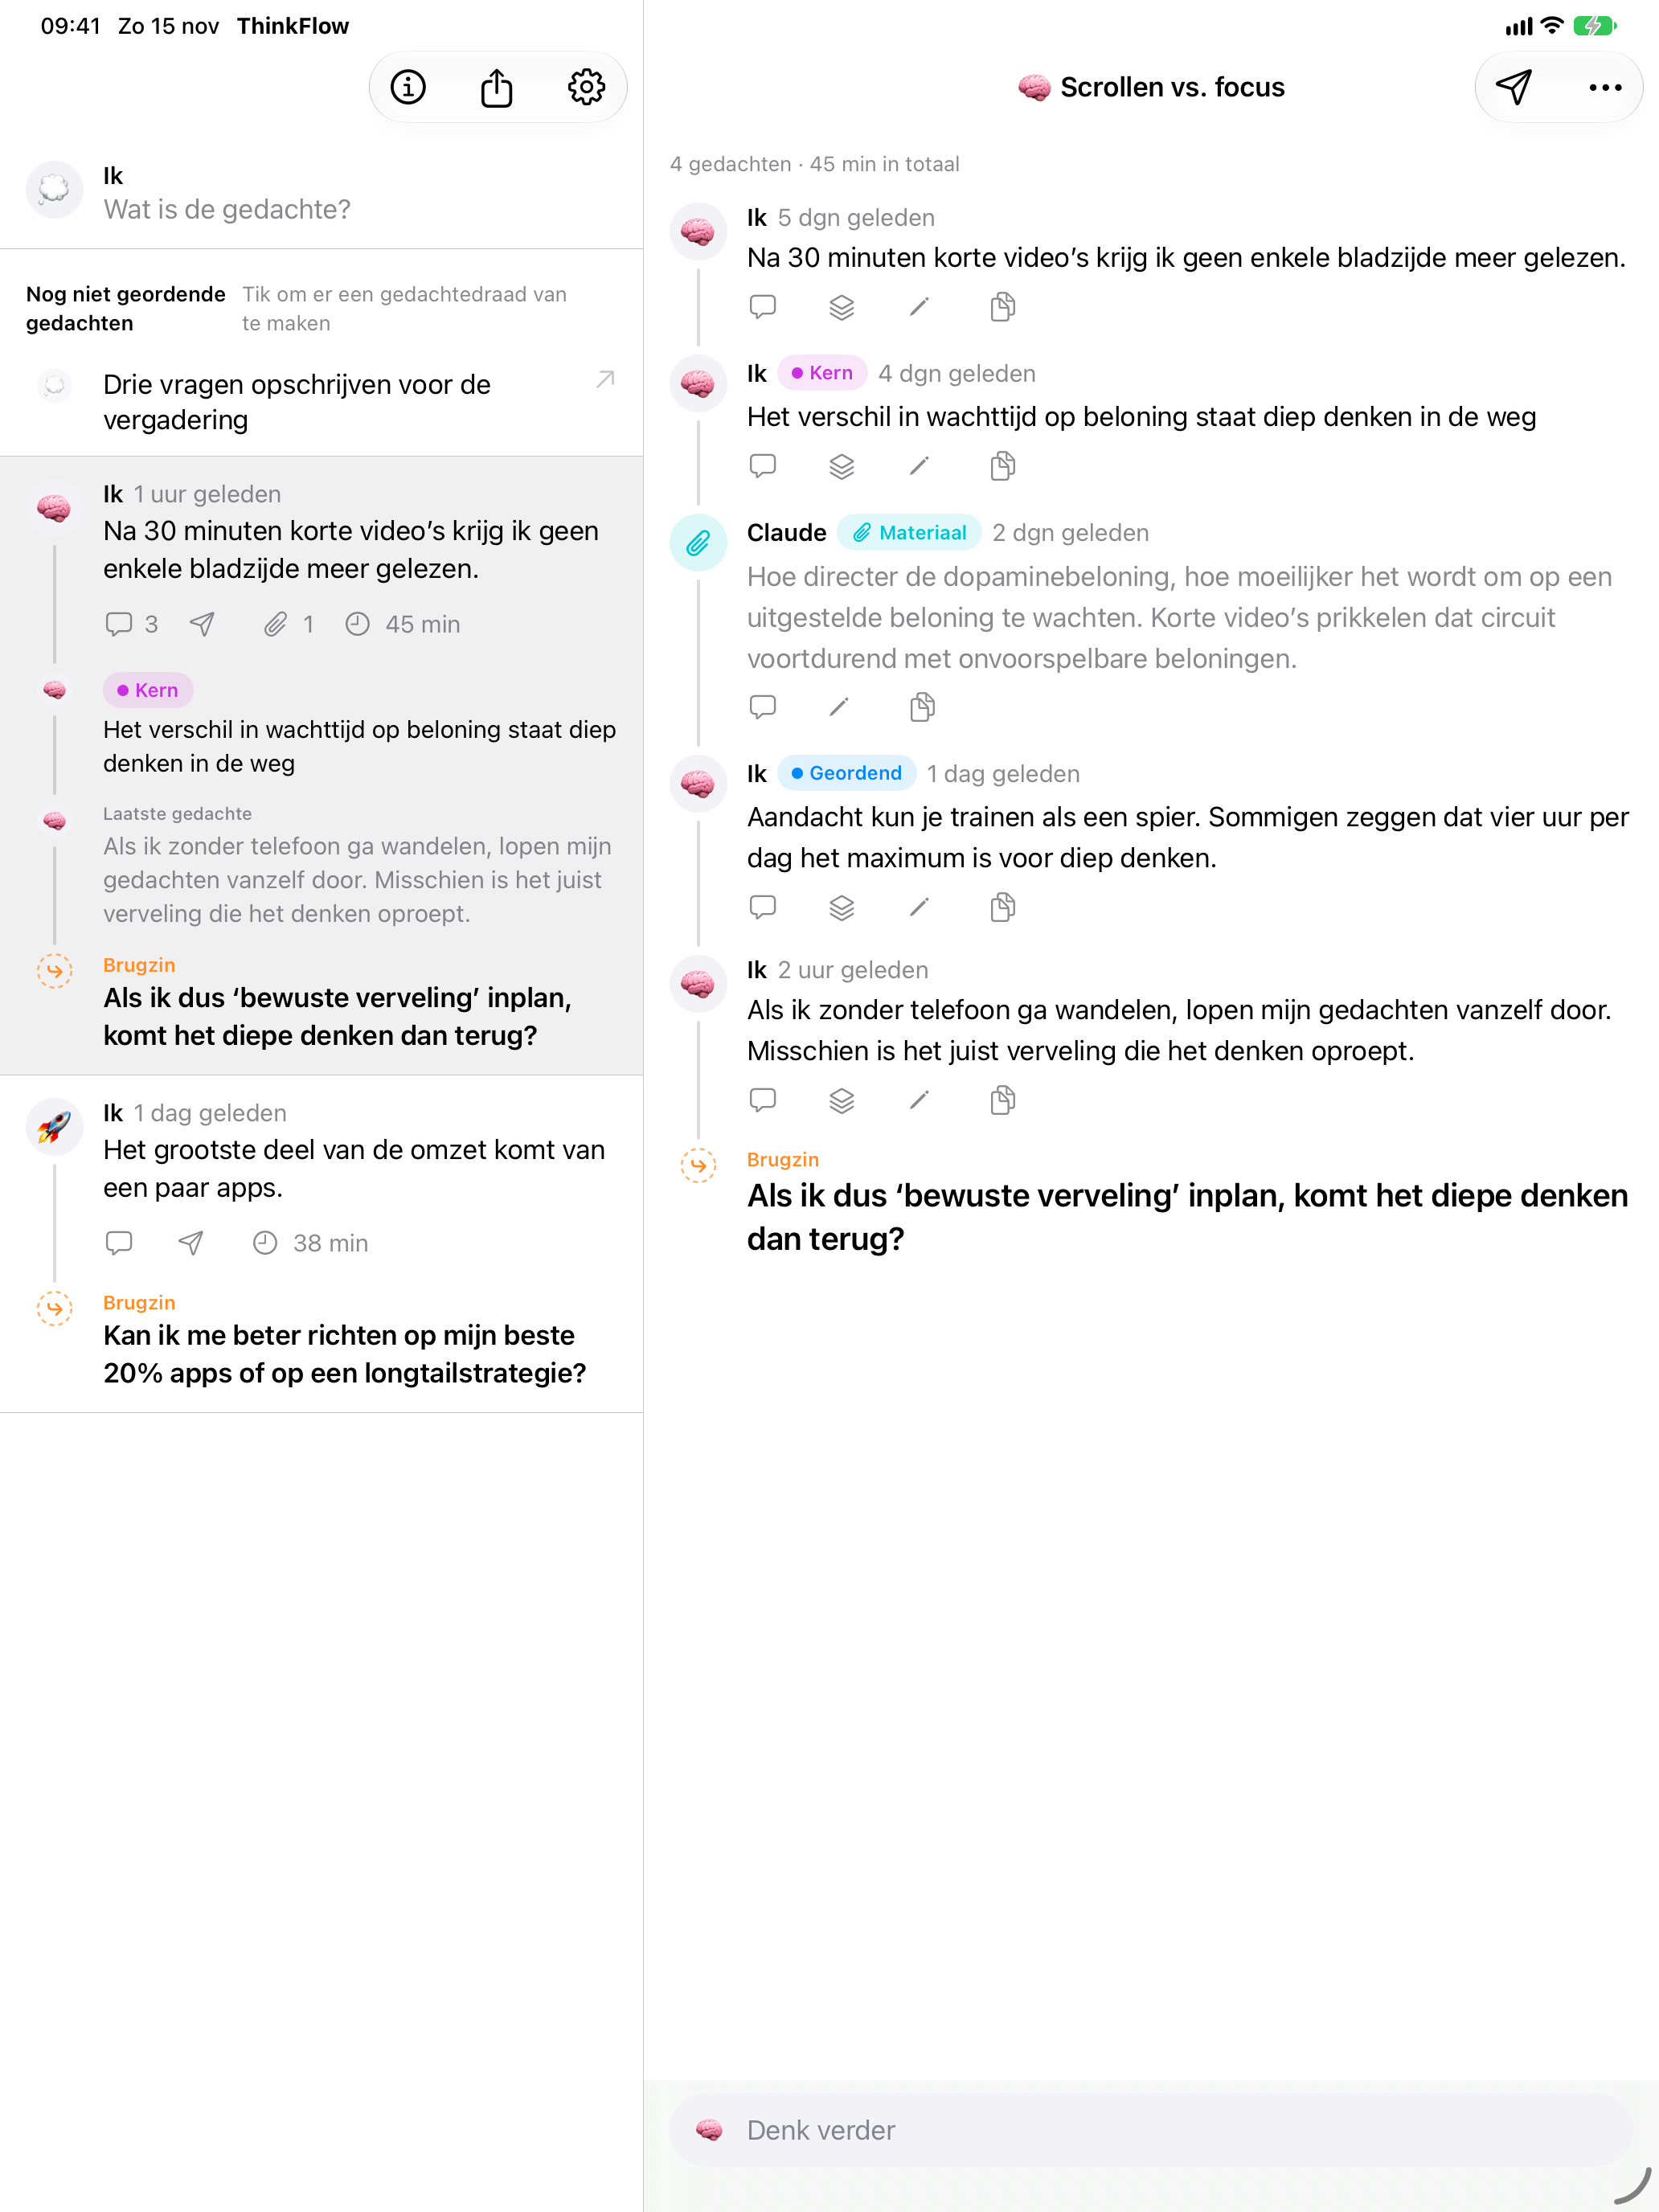 09:41 Zo 15 nov ThinkFlow
Ik
Wat is de gedachte?
Nog niet geordende gedachten
Tik om er een gedachtedraad van te maken
Drie vragen opschrijven voor de
vergadering
Ik 1 uur geleden
Na 30 minuten korte video’s krijg ik geen
enkele bladzijde meer gelezen.
3 1 45 min
Kern
Het verschil in wachttijd op beloning staat diep
denken in de weg
Laatste gedachte
Als ik zonder telefoon ga wandelen, lopen mijn
gedachten vanzelf door. Misschien is het juist
verveling die het denken oproept.
Brugzin
Als ik dus ‘bewuste verveling’ inplan,
komt het diepe denken dan terug?
Ik 1 dag geleden
Het grootste deel van de omzet komt van
een paar apps.
38 min
Brugzin
Kan ik me beter richten op mijn beste
20% apps of op een longtailstrategie?
🧠 Scrollen vs. focus
4 gedachten · 45 min in totaal
Ik 5 dgn geleden
Na 30 minuten korte video’s krijg ik geen enkele bladzijde meer gelezen.
Ik Kern 4 dgn geleden
Het verschil in wachttijd op beloning staat diep denken in de weg
Claude Materiaal 2 dgn geleden
Hoe directer de dopaminebeloning, hoe moeilijker het wordt om op een
uitgestelde beloning te wachten. Korte video’s prikkelen dat circuit
voortdurend met onvoorspelbare beloningen.
Ik Geordend 1 dag geleden
Aandacht kun je trainen als een spier. Sommigen zeggen dat vier uur per
dag het maximum is voor diep denken.
Ik 2 uur geleden
Als ik zonder telefoon ga wandelen, lopen mijn gedachten vanzelf door.
Misschien is het juist verveling die het denken oproept.
Brugzin
Als ik dus ‘bewuste verveling’ inplan, komt het diepe denken
dan terug?
Denk verder